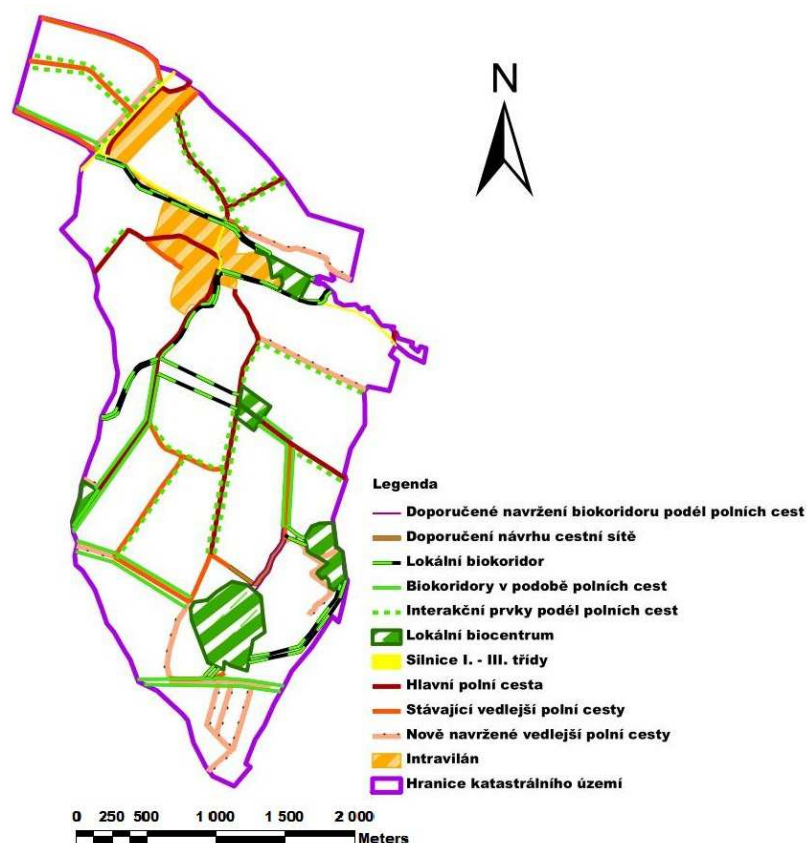 N
Legenda
Doporučené navržení biokoridoru podél polních cest
Doporučení návrhu cestní sítě
Lokální biokoridor
Biokoridory v podobě polních cest
Interakční prvky podél polních cest
Lokální biocentrum
Silnice I. - III. třídy
Hlavní polní cesta
Stávající vedlejší polní cesty
Nově navržené vedlejší polní cesty
Intravilán
Hranice katastrálního území
0 250 500 1 000 1 500 2 000
Meters